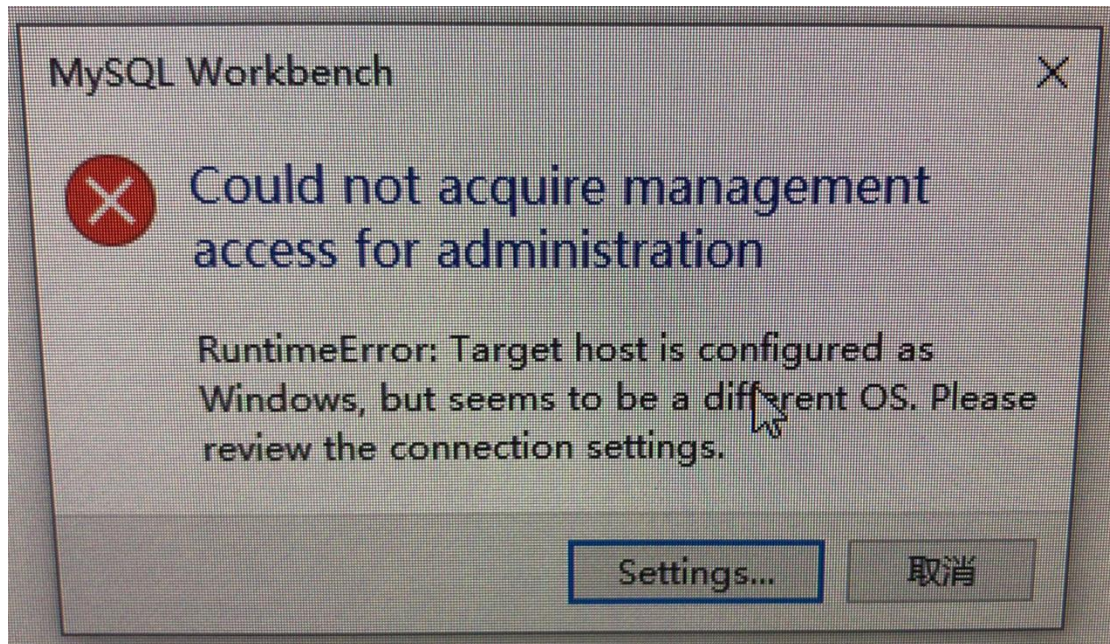 MySQL Workbench
Could not acquire management
access for administration
RuntimeError: Target host is configured as
Windows, but seems to be a different OS. Please
review the connection settings.
Settings...
取消